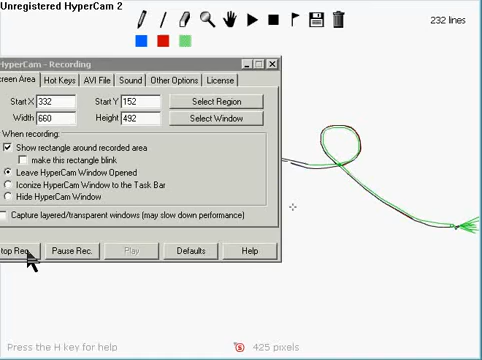 Unregistered HyperCam 2
232 lines
HyperCam - Recording
Screen Area Hot Keys AVI File Sound Other Options License
Start X 332 Start Y 152 Select Region
Width 660 Height 492 Select Window
When recording:
Show rectangle around recorded area
make this rectangle blink
Leave HyperCam Window Opened
Iconize HyperCam Window to the Task Bar
Hide HyperCam Window
Capture layered/transparent windows (may slow down performance)
top Rec. Pause Rec. Play Defaults Help
Press the H key for help
425 pixels